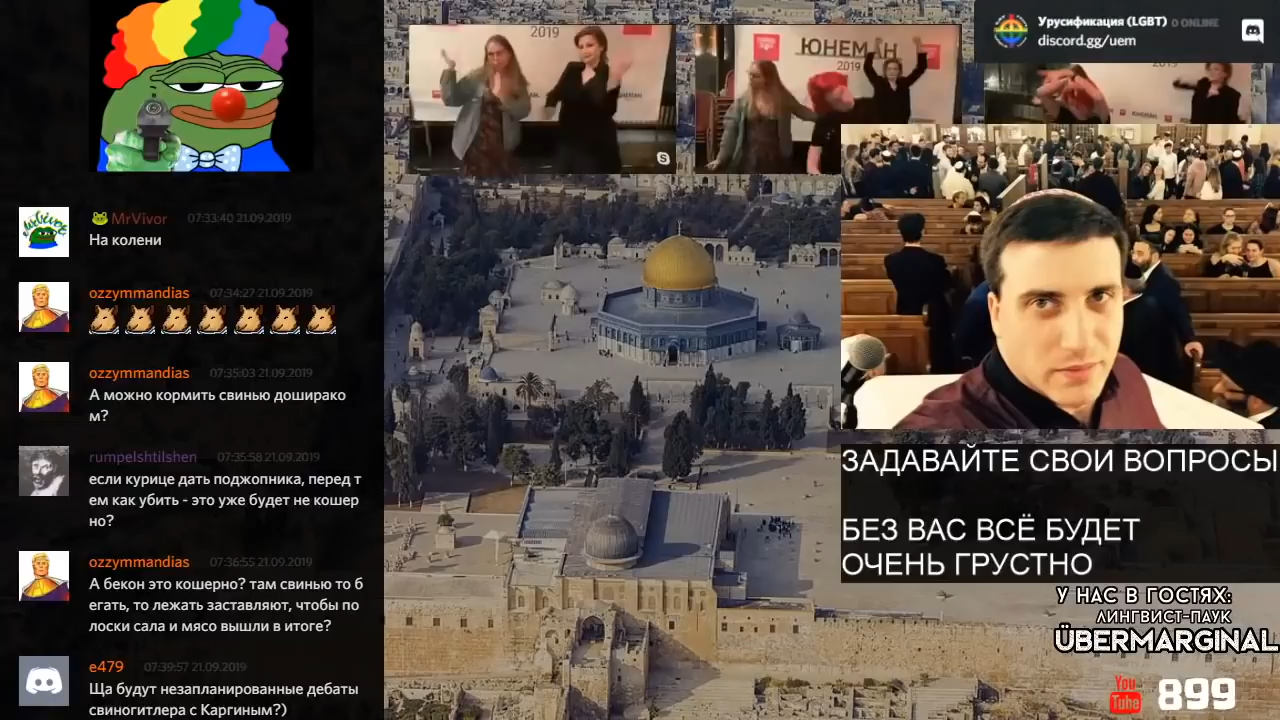 MrVivor 07:33:40 21.09.2019
На колени
ozzymmandias 07:34:27 21.09.2019
ozzymmandias 07:35:03 21.09.2019
А можно кормить свинью доширако
м?
rumpelshtilshen 07:35:58 21.09.2019
если курице дать поджопника, перед т
ем как убить - это уже будет не кошер
но?
ozzymmandias 07:36:55 21.09.2019
А бекон это кошерно? там свинью то б
егать, то лежать заставляют, чтобы по
лоски сала и мясо вышли в итоге?
e479 07:39:57 21.09.2019
Ща будут незапланированные дебаты
свиногитлера с Каргиным?)
2019
ЮНЕМАН
2019
2019
Урусификация (LGBT) 0 ONLINE
discord.gg/uem
ЗАДАВАЙТЕ СВОИ ВОПРОСЫ
БЕЗ ВАС ВСЁ БУДЕТ
ОЧЕНЬ ГРУСТНО
У НАС В ГОСТЯХ:
ЛИНГВИСТ-ПАУК
ÜBERMARGINAL
You
Tube
899